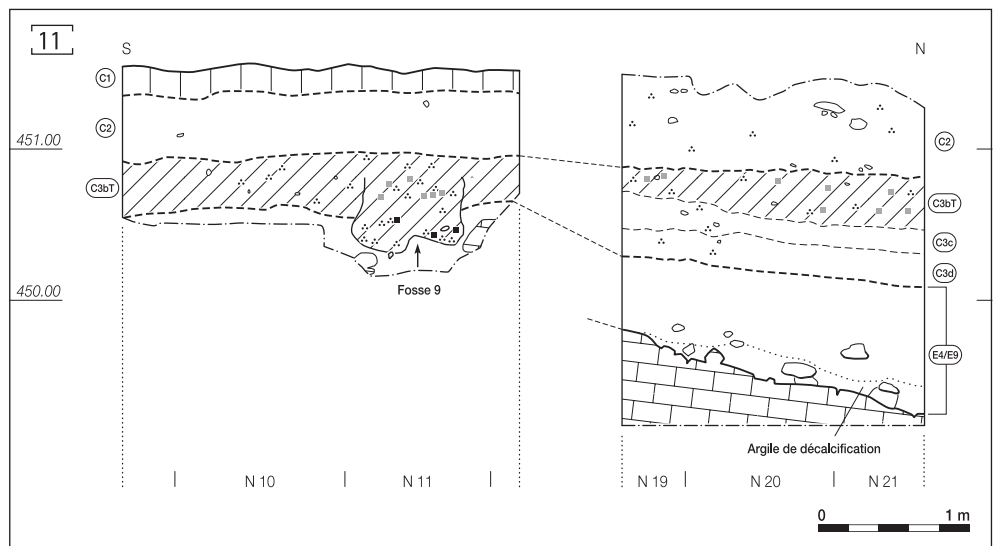 11
S
N
C1
C2
451.00
C2
C3bT
C3bT
C3c
C3d
450.00
Fosse 9
E4/E9
Argile de décalcification
N 10
N 11
N 19
N 20
N 21
0
1 m